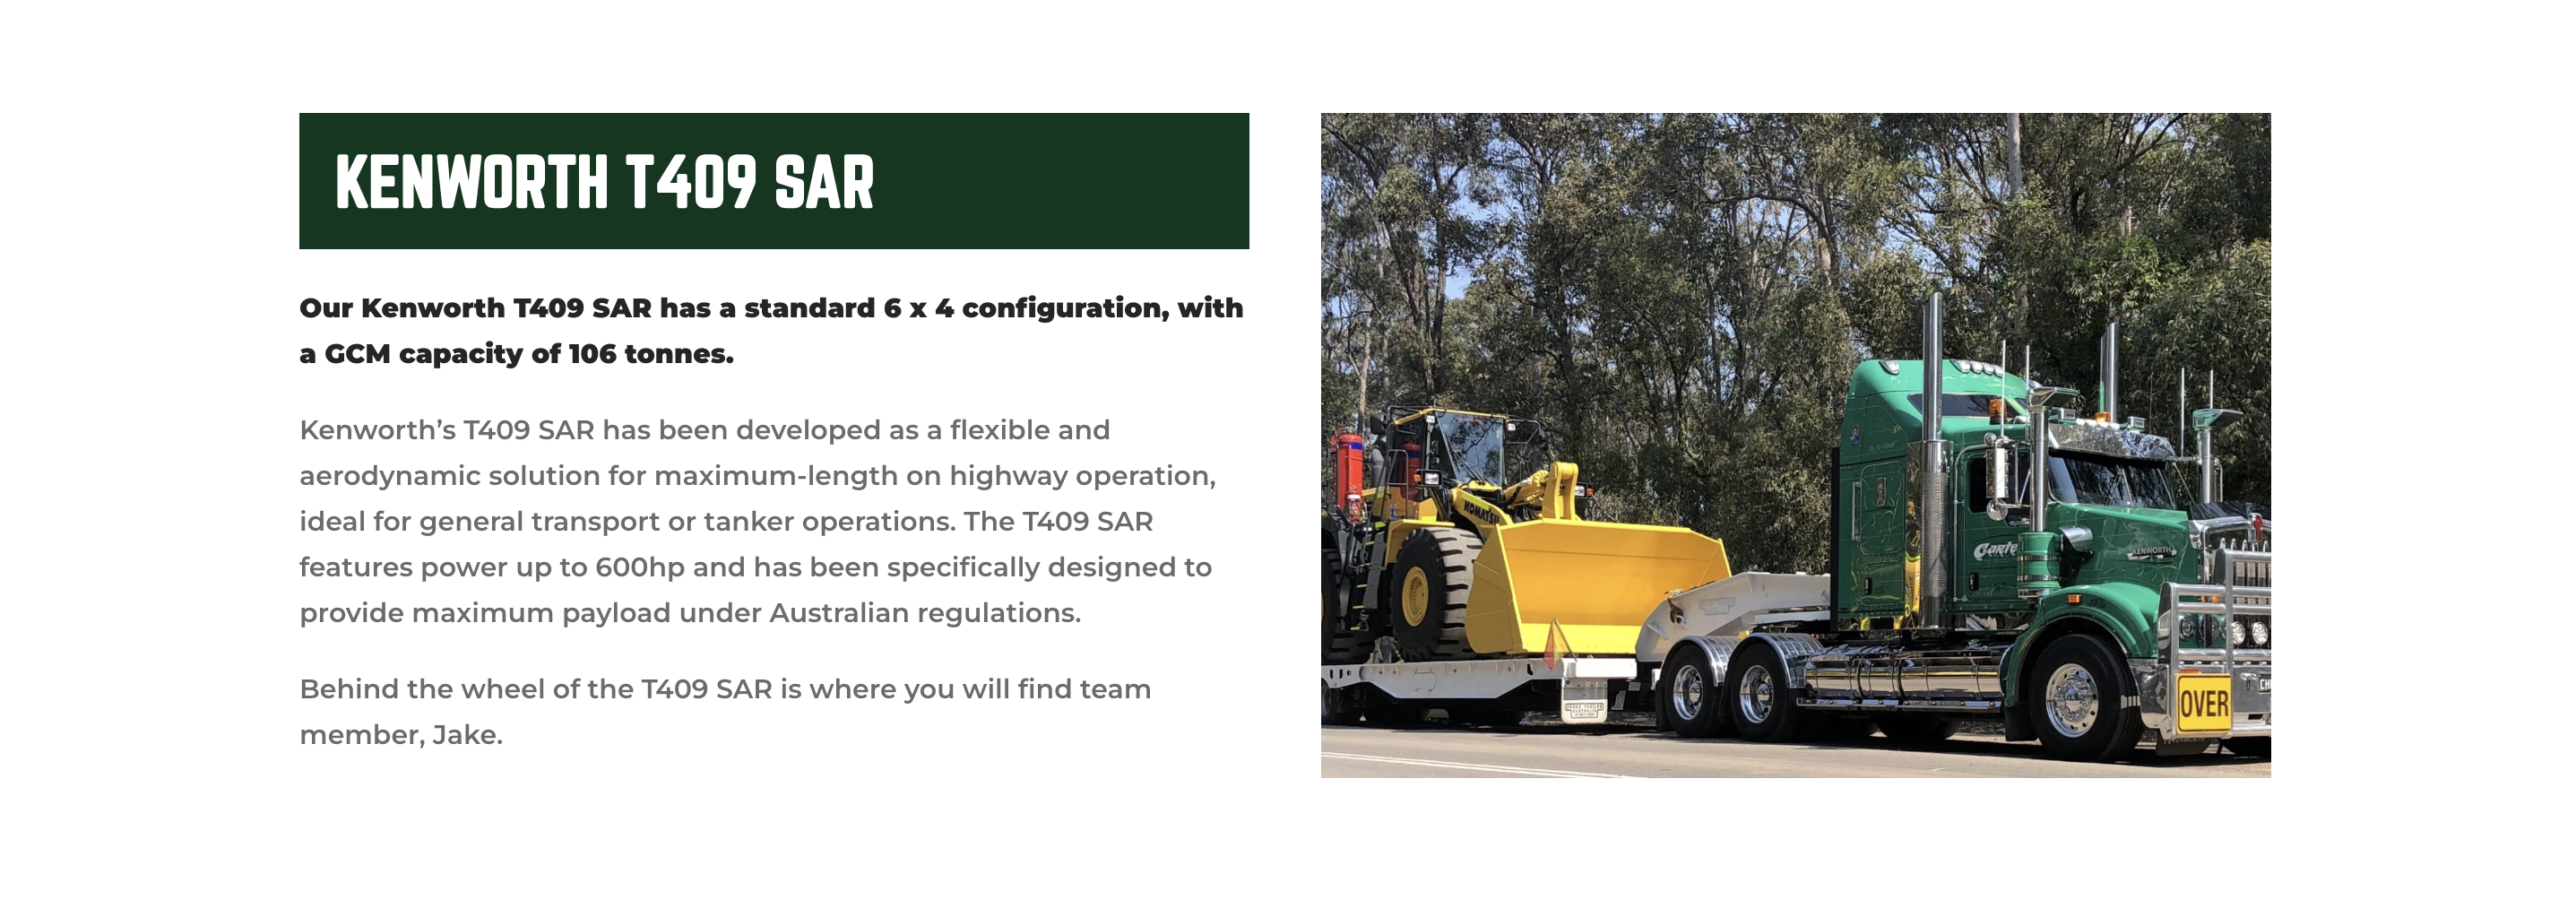 KENWORTH T409 SAR
Our Kenworth T409 SAR has a standard 6 x 4 configuration, with
a GCM capacity of 106 tonnes.
Kenworth’s T409 SAR has been developed as a flexible and
aerodynamic solution for maximum-length on highway operation,
ideal for general transport or tanker operations. The T409 SAR
features power up to 600hp and has been specifically designed to
provide maximum payload under Australian regulations.
Behind the wheel of the T409 SAR is where you will find team
member, Jake.
KOMATSU
KENWORTH
OVER